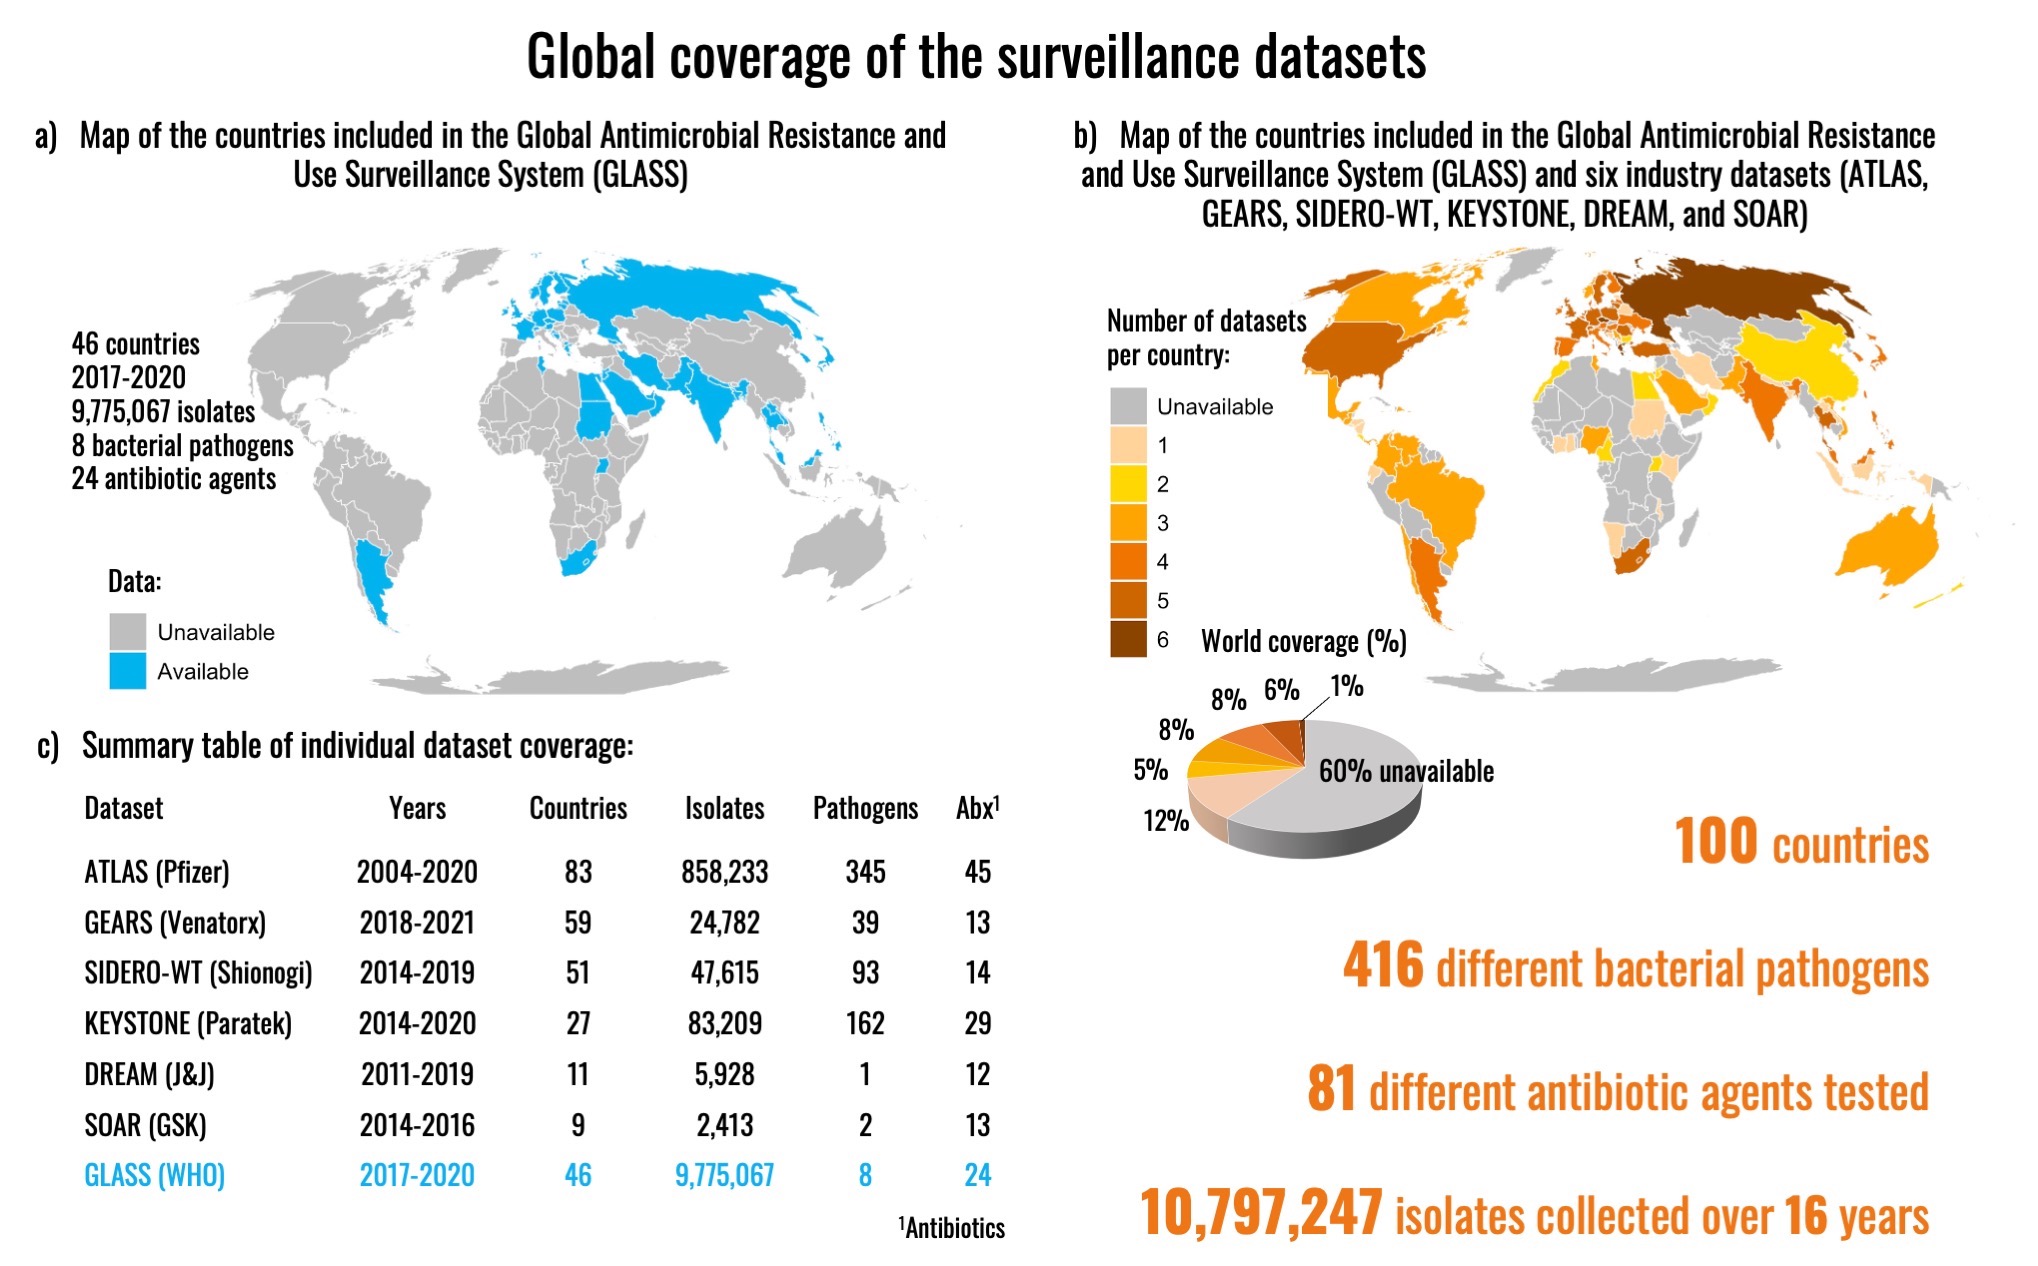 Global coverage of the surveillance datasets
a) Map of the countries included in the Global Antimicrobial Resistance and
Use Surveillance System (GLASS)
46 countries
2017-2020
9,775,067 isolates
8 bacterial pathogens
24 antibiotic agents
Data:
Unavailable
Available
b) Map of the countries included in the Global Antimicrobial Resistance
and Use Surveillance System (GLASS) and six industry datasets (ATLAS,
GEARS, SIDERO-WT, KEYSTONE, DREAM, and SOAR)
Number of datasets
per country:
Unavailable
1
2
3
4
5
6
World coverage (%)
1%
6%
8%
8%
5%
12%
60% unavailable
100 countries
416 different bacterial pathogens
81 different antibiotic agents tested
10,797,247 isolates collected over 16 years
c) Summary table of individual dataset coverage:
Dataset Years Countries Isolates Pathogens Abx¹
ATLAS (Pfizer) 2004-2020 83 858,233 345 45
GEARS (Venatorx) 2018-2021 59 24,782 39 13
SIDERO-WT (Shionogi) 2014-2019 51 47,615 93 14
KEYSTONE (Paratek) 2014-2020 27 83,209 162 29
DREAM (J&J) 2011-2019 11 5,928 1 12
SOAR (GSK) 2014-2016 9 2,413 2 13
GLASS (WHO) 2017-2020 46 9,775,067 8 24
¹Antibiotics